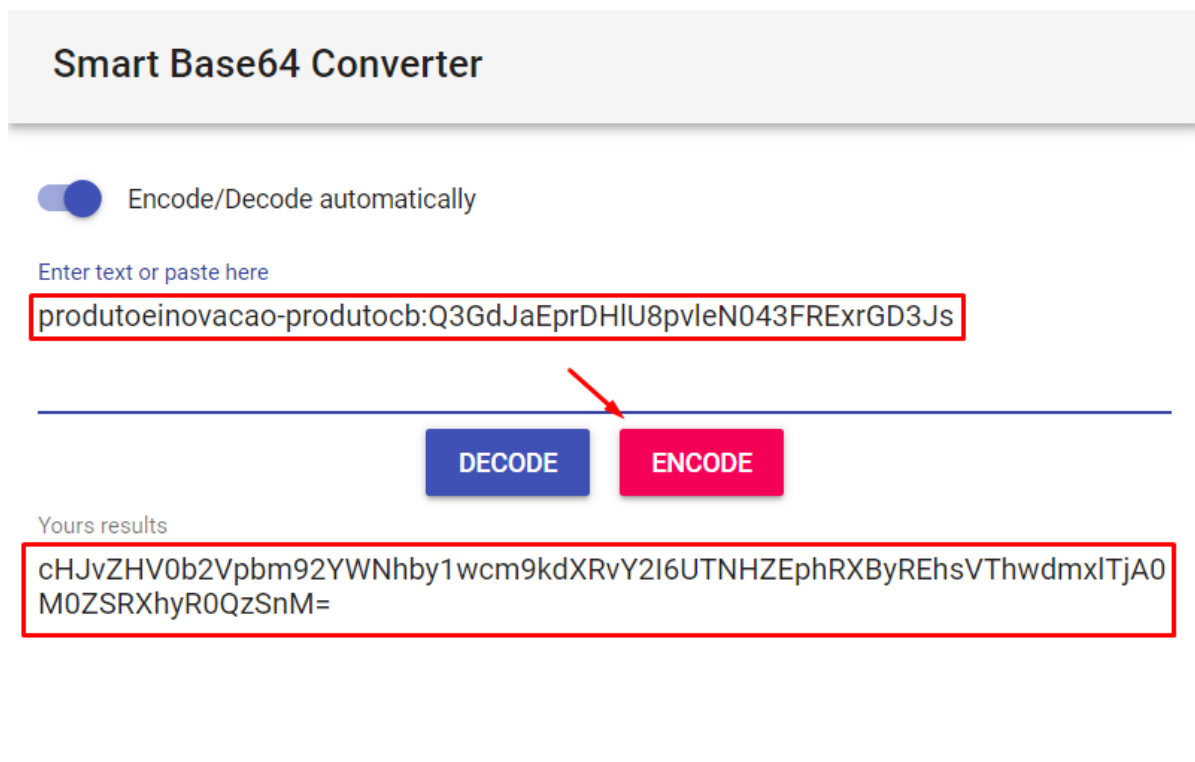 Smart Base64 Converter
Encode/Decode automatically
Enter text or paste here
produtoeinovacao-produtocb:Q3GdJaEprDHlU8pvleN043FRExrGD3Js
DECODE
ENCODE
Yours results
cHJvZHV0b2Vpbm92YWNhby1wcm9kdXRvY2I6UTNHZEphRXByREhsVThwdmxlTjA0
M0ZSRXhyR0QzSnM=